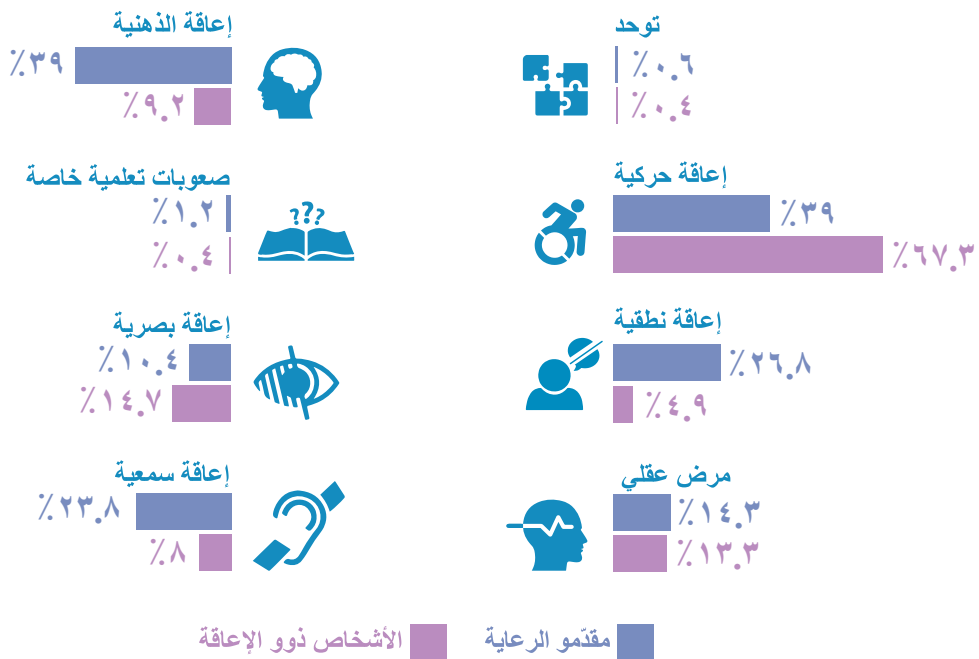 توحد
٪٠.٦
٪٠.٤
إعاقة الذهنية
٪٣٩
٪٩.٢
إعاقة حركية
٪٣٩
٪٦٧.٣
صعوبات تعلمية خاصة
???
٪١.٢
٪٠.٤
إعاقة نطقية
٪٢٦.٨
٪٤.٩
إعاقة بصرية
٪١٠.٤
٪١٤.٧
مرض عقلي
٪١٤.٣
٪١٣.٣
إعاقة سمعية
٪٢٣.٨
٪٨
مقدّمو الرعاية
الأشخاص ذوو الإعاقة